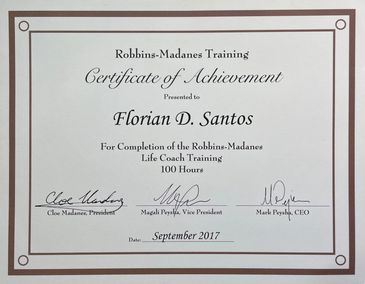 Robbins-Madanes Training
Certificate of Achievement
Presented to
Florian D. Santos
For Completion of the Robbins-Madanes
Life Coach Training
100 Hours
Cloe Madanes, President
Magali Peysha, Vice President
Mark Peysha, CEO
Date: September 2017